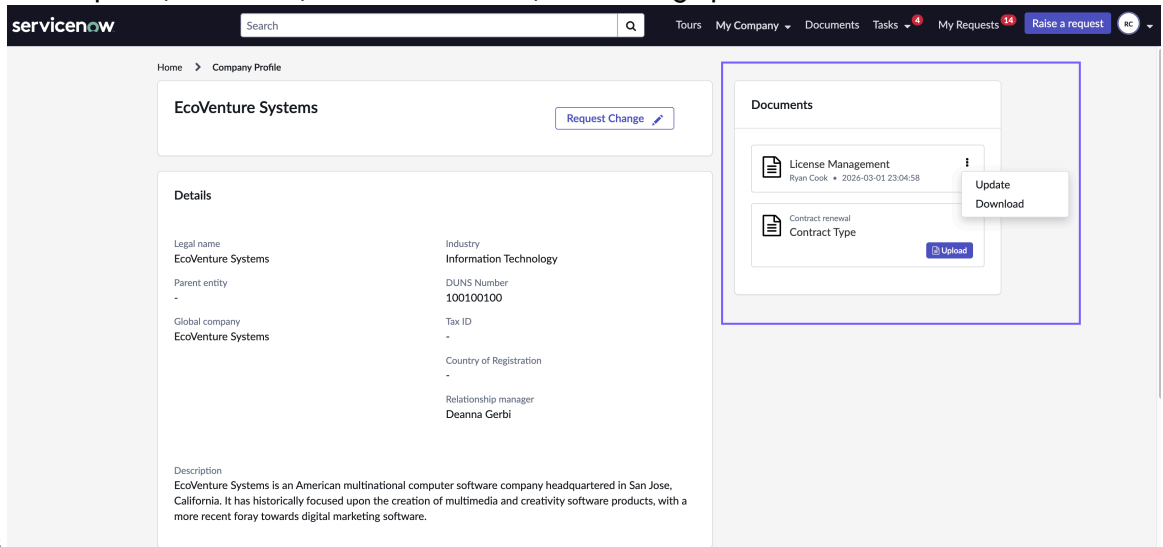 servicenow
Search
Tours My Company Documents Tasks 4 My Requests 14 Raise a request RC
Home > Company Profile
EcoVenture Systems
Request Change
Details
Legal name
EcoVenture Systems
Parent entity
-
Global company
EcoVenture Systems
Industry
Information Technology
DUNS Number
100100100
Tax ID
-
Country of Registration
-
Relationship manager
Deanna Gerbi
Description
EcoVenture Systems is an American multinational computer software company headquartered in San Jose,
California. It has historically focused upon the creation of multimedia and creativity software products, with a
more recent foray towards digital marketing software.
Documents
License Management
Ryan Cook • 2026-03-01 23:04:58
Update
Download
Contract renewal
Contract Type
Upload